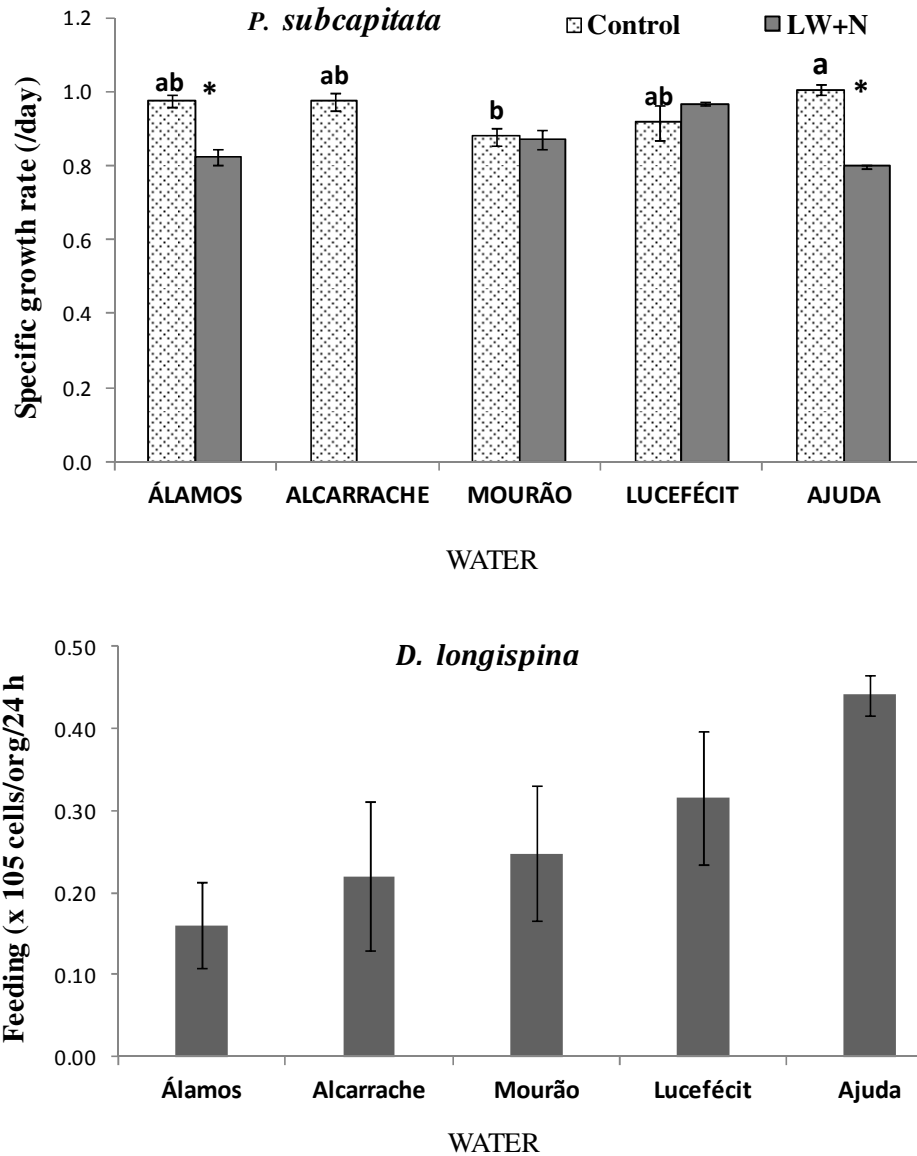 P. subcapitata
Control
LW+N
Specific growth rate (/day)
1.2
1.0
0.8
0.6
0.4
0.2
0.0
ab
*
ab
b
ab
a
*
ÁLAMOS ALCARRACHE MOURÃO LUCEFÉCIT AJUDA
WATER
D. longispina
Feeding (x 105 cells/org/24 h
0.50
0.40
0.30
0.20
0.10
0.00
Álamos Alcarrache Mourão Lucefécit Ajuda
WATER